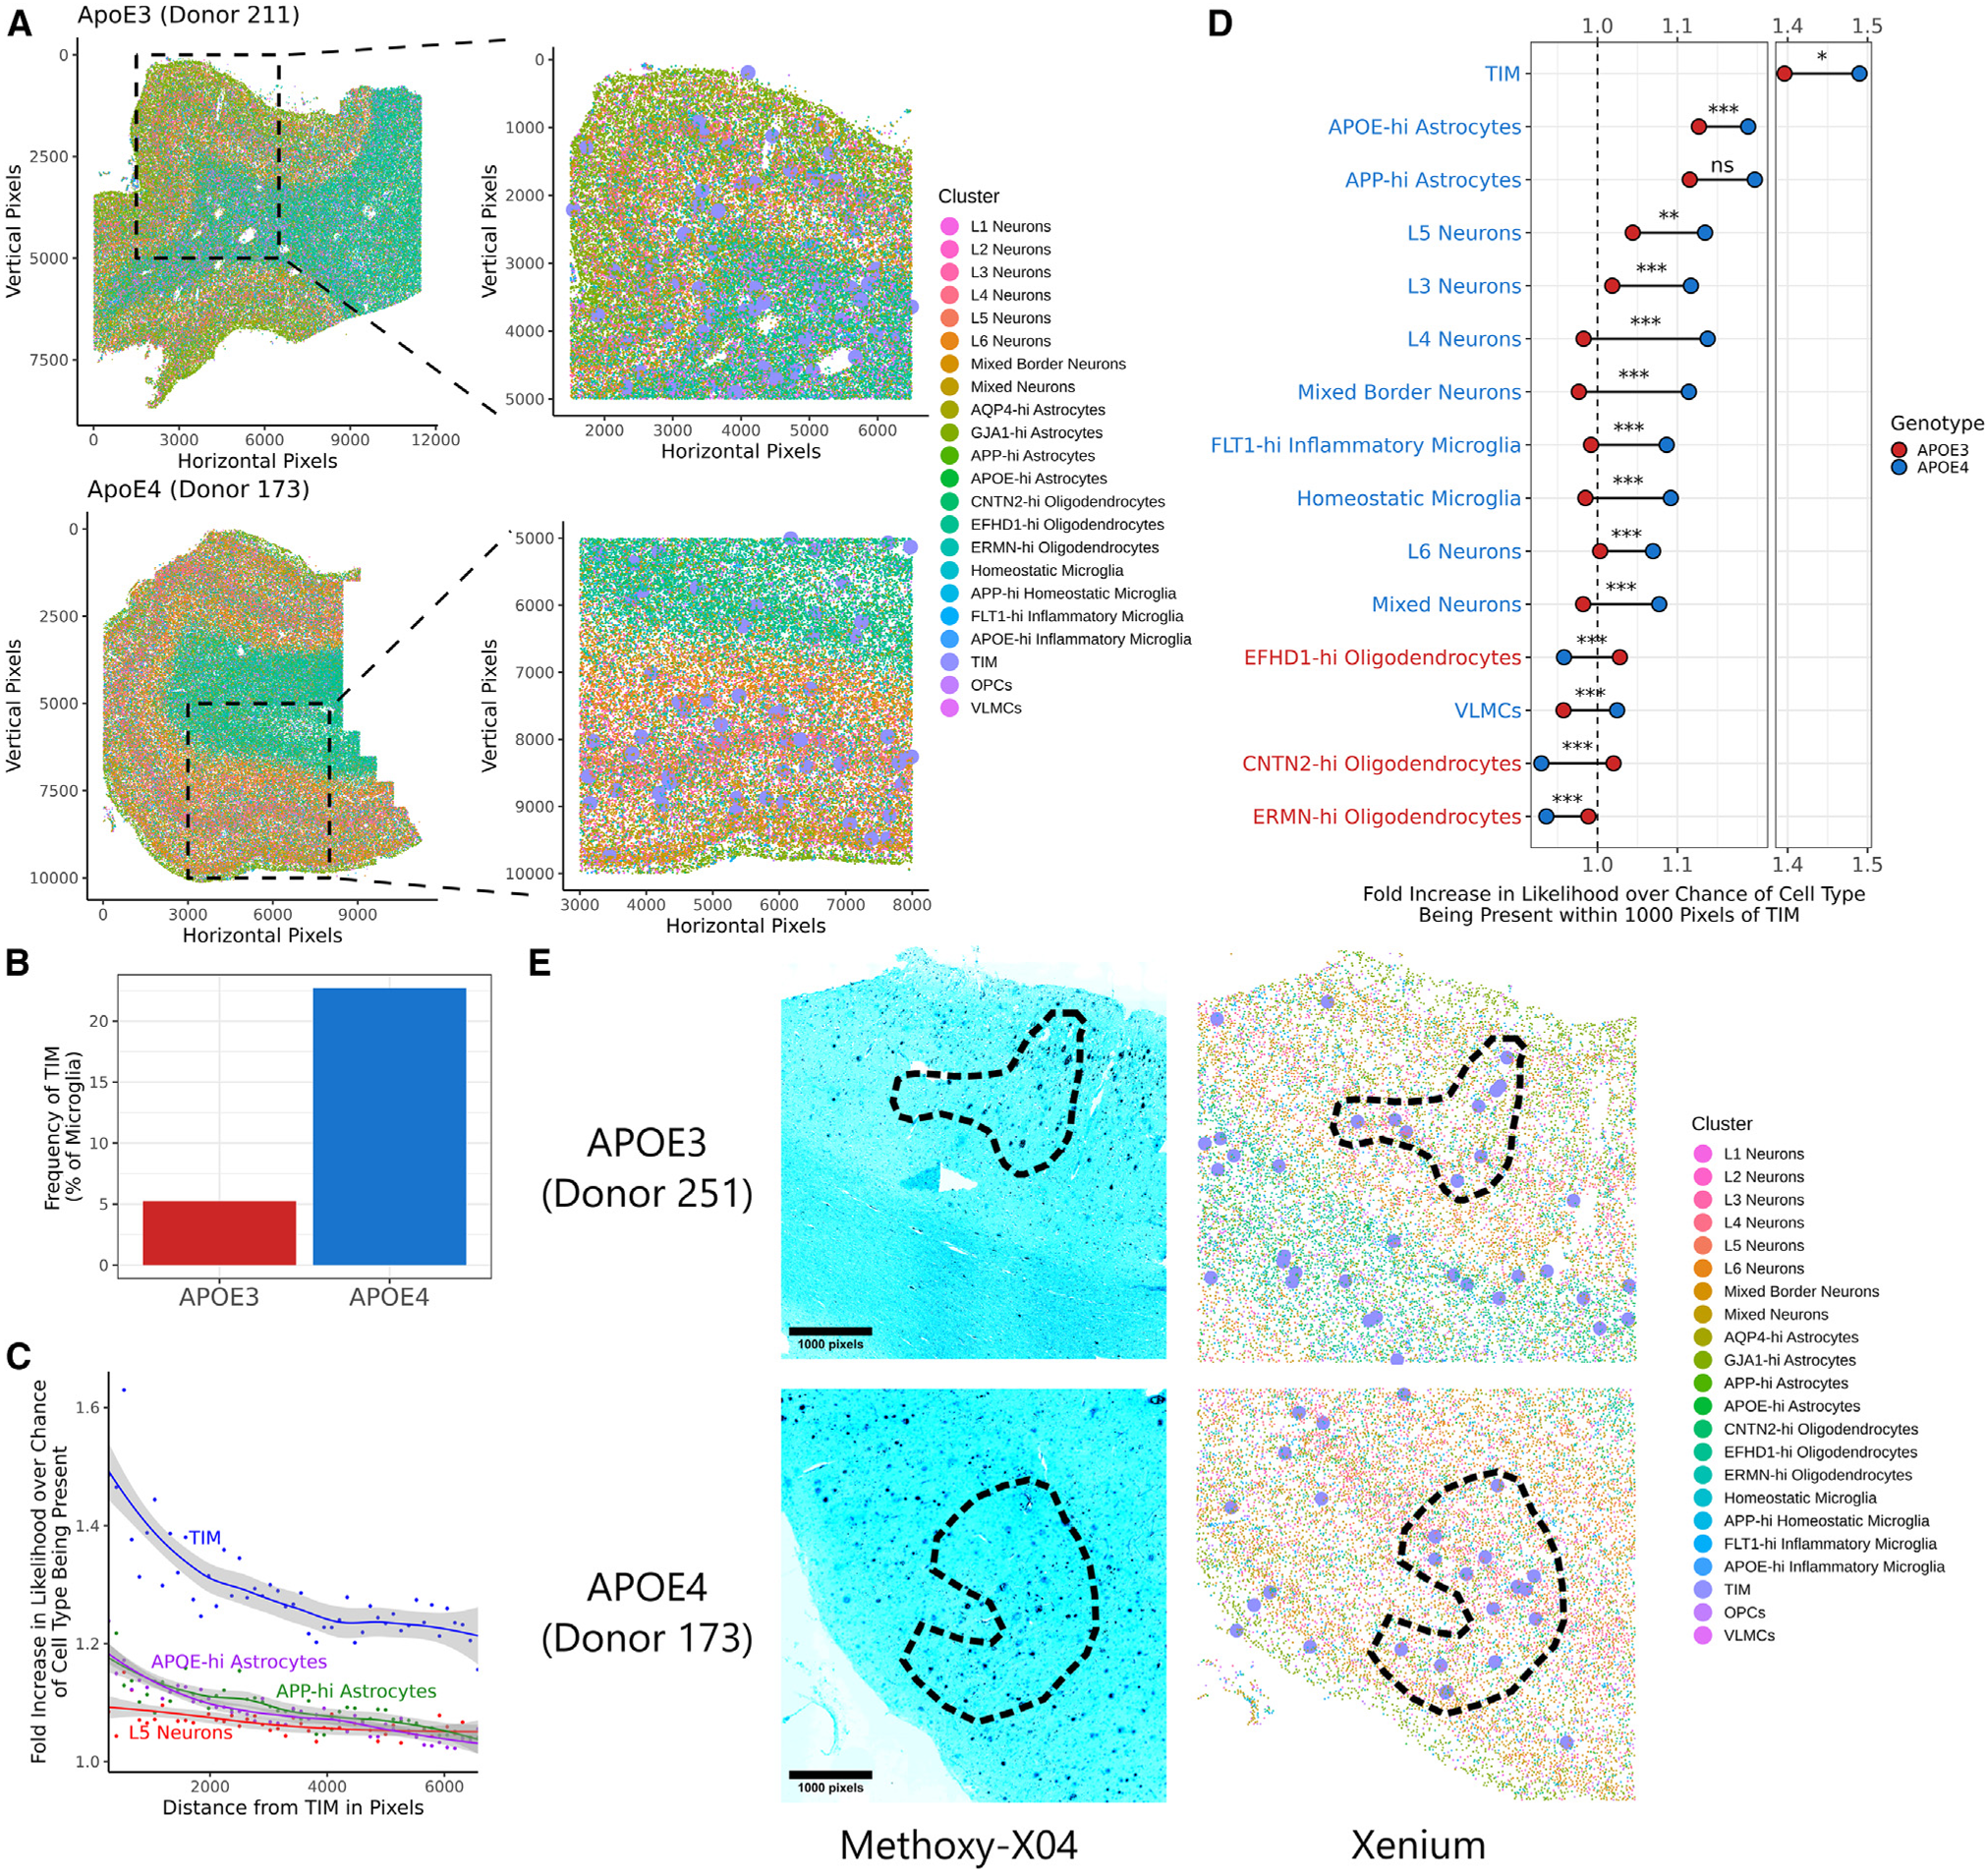 A
ApoE3 (Donor 211)
Vertical Pixels
0
2500
5000
7500
0
3000
6000
9000
12000
Horizontal Pixels
Vertical Pixels
0
1000
2000
3000
4000
5000
2000
3000
4000
5000
6000
Horizontal Pixels
ApoE4 (Donor 173)
Vertical Pixels
0
2500
5000
7500
10000
0
3000
6000
9000
Horizontal Pixels
Vertical Pixels
5000
6000
7000
8000
9000
10000
3000
4000
5000
6000
7000
8000
Horizontal Pixels
Cluster
L1 Neurons
L2 Neurons
L3 Neurons
L4 Neurons
L5 Neurons
L6 Neurons
Mixed Border Neurons
Mixed Neurons
AQP4-hi Astrocytes
GJA1-hi Astrocytes
APP-hi Astrocytes
APOE-hi Astrocytes
CNTN2-hi Oligodendrocytes
EFHD1-hi Oligodendrocytes
ERMN-hi Oligodendrocytes
Homeostatic Microglia
APP-hi Homeostatic Microglia
FLT1-hi Inflammatory Microglia
APOE-hi Inflammatory Microglia
TIM
OPCs
VLMCs
D
1.0
1.1
1.4
1.5
TIM
*
APOE-hi Astrocytes
***
APP-hi Astrocytes
ns
L5 Neurons
**
L3 Neurons
***
L4 Neurons
***
Mixed Border Neurons
***
FLT1-hi Inflammatory Microglia
***
Homeostatic Microglia
***
L6 Neurons
***
Mixed Neurons
***
EFHD1-hi Oligodendrocytes
***
VLMCs
***
CNTN2-hi Oligodendrocytes
***
ERMN-hi Oligodendrocytes
***
1.0
1.1
1.4
1.5
Fold Increase in Likelihood over Chance of Cell Type
Being Present within 1000 Pixels of TIM
Genotype
APOE3
APOE4
B
Frequency of TIM
(% of Microglia)
20
15
10
5
0
APOE3
APOE4
C
Fold Increase in Likelihood over Chance
of Cell Type Being Present
1.6
1.4
1.2
1.0
TIM
APOE-hi Astrocytes
APP-hi Astrocytes
L5 Neurons
2000
4000
6000
Distance from TIM in Pixels
E
APOE3
(Donor 251)
1000 pixels
APOE4
(Donor 173)
1000 pixels
Methoxy-X04
Xenium
Cluster
L1 Neurons
L2 Neurons
L3 Neurons
L4 Neurons
L5 Neurons
L6 Neurons
Mixed Border Neurons
Mixed Neurons
AQP4-hi Astrocytes
GJA1-hi Astrocytes
APP-hi Astrocytes
APOE-hi Astrocytes
CNTN2-hi Oligodendrocytes
EFHD1-hi Oligodendrocytes
ERMN-hi Oligodendrocytes
Homeostatic Microglia
APP-hi Homeostatic Microglia
FLT1-hi Inflammatory Microglia
APOE-hi Inflammatory Microglia
TIM
OPCs
VLMCs